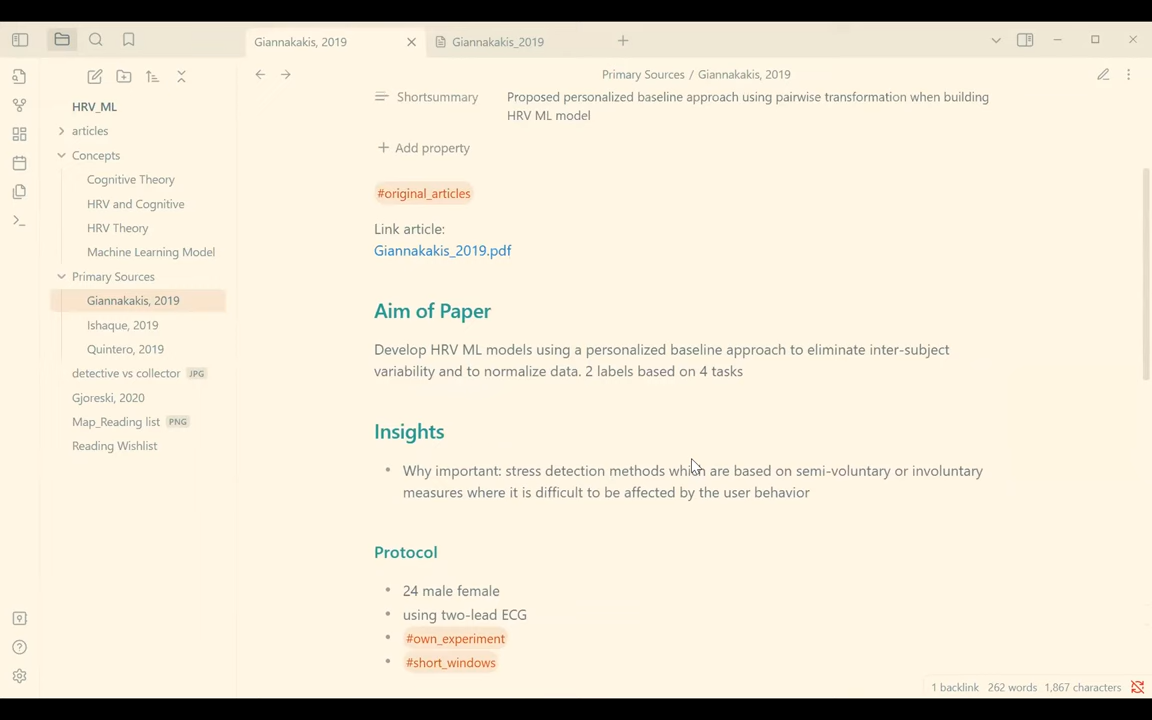 Giannakakis, 2019
Giannakakis_2019
Primary Sources / Giannakakis, 2019
HRV_ML
articles
Concepts
Cognitive Theory
HRV and Cognitive
HRV Theory
Machine Learning Model
Primary Sources
Giannakakis, 2019
Ishaque, 2019
Quintero, 2019
detective vs collector JPG
Gjoreski, 2020
Map_Reading list PNG
Reading Wishlist
Shortsummary
Proposed personalized baseline approach using pairwise transformation when building
HRV ML model
Add property
#original_articles
Link article:
Giannakakis_2019.pdf
Aim of Paper
Develop HRV ML models using a personalized baseline approach to eliminate inter-subject
variability and to normalize data. 2 labels based on 4 tasks
Insights
• Why important: stress detection methods which are based on semi-voluntary or involuntary
measures where it is difficult to be affected by the user behavior
Protocol
• 24 male female
• using two-lead ECG
• #own_experiment
• #short_windows
1 backlink 262 words 1,867 characters